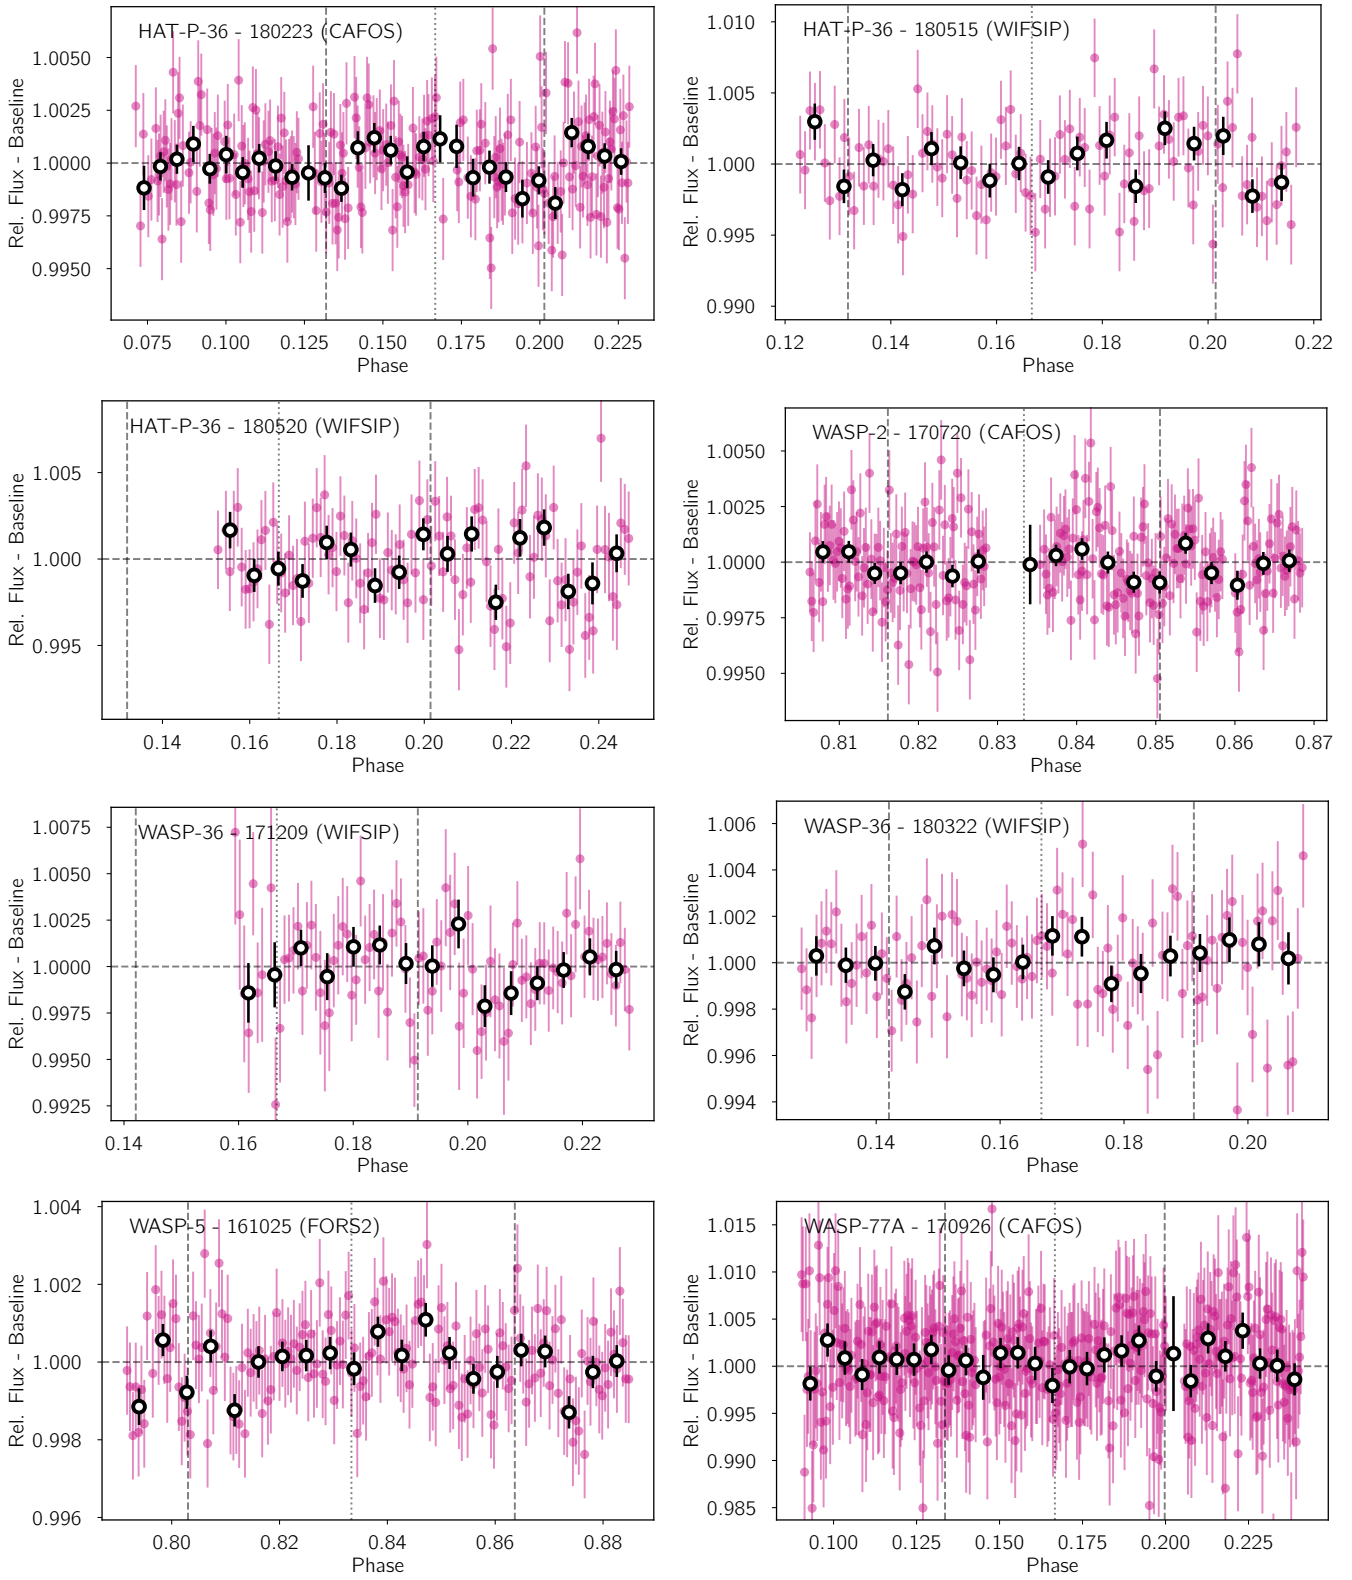 HAT-P-36 - 180223 (CAFOS)
Rel. Flux - Baseline
1.0050
1.0025
1.0000
0.9975
0.9950
0.075 0.100 0.125 0.150 0.175 0.200 0.225
Phase
HAT-P-36 - 180515 (WIFSIP)
Rel. Flux - Baseline
1.010
1.005
1.000
0.995
0.990
0.12 0.14 0.16 0.18 0.20 0.22
Phase
HAT-P-36 - 180520 (WIFSIP)
Rel. Flux - Baseline
1.005
1.000
0.995
0.14 0.16 0.18 0.20 0.22 0.24
Phase
WASP-2 - 170720 (CAFOS)
Rel. Flux - Baseline
1.0050
1.0025
1.0000
0.9975
0.9950
0.81 0.82 0.83 0.84 0.85 0.86 0.87
Phase
WASP-36 - 171209 (WIFSIP)
Rel. Flux - Baseline
1.0075
1.0050
1.0025
1.0000
0.9975
0.9950
0.9925
0.14 0.16 0.18 0.20 0.22
Phase
WASP-36 - 180322 (WIFSIP)
Rel. Flux - Baseline
1.006
1.004
1.002
1.000
0.998
0.996
0.994
0.14 0.16 0.18 0.20
Phase
WASP-5 - 161025 (FORS2)
Rel. Flux - Baseline
1.004
1.002
1.000
0.998
0.996
0.80 0.82 0.84 0.86 0.88
Phase
WASP-77A - 170926 (CAFOS)
Rel. Flux - Baseline
1.015
1.010
1.005
1.000
0.995
0.990
0.985
0.100 0.125 0.150 0.175 0.200 0.225
Phase